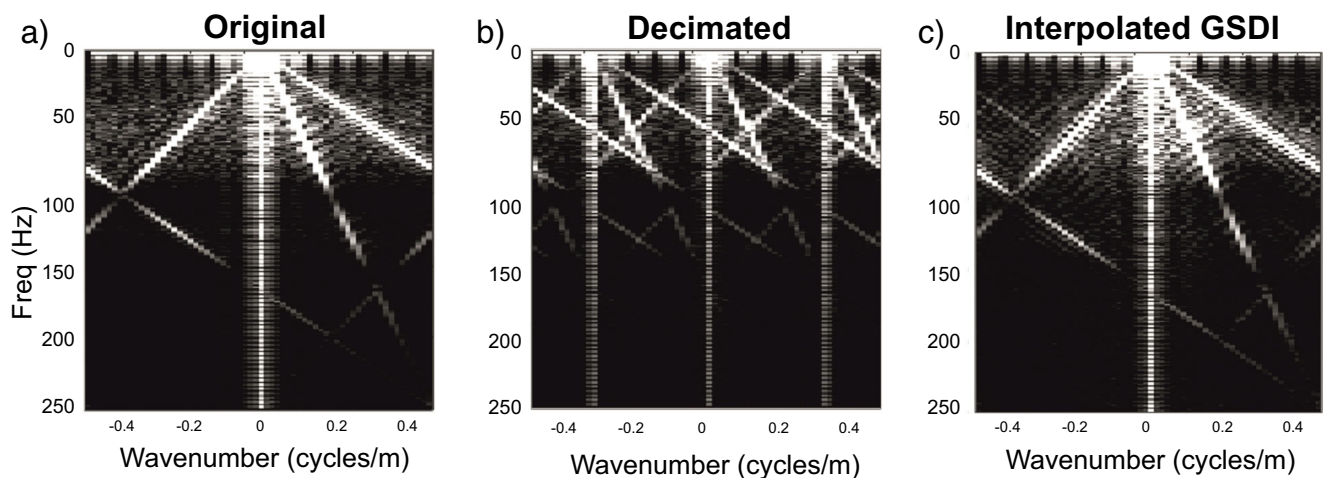 a) Original
b) Decimated
c) Interpolated GSDI
Freq (Hz)
0
50
100
150
200
250
-0.4 -0.2 0 0.2 0.4
Wavenumber (cycles/m)
0
50
100
150
200
250
-0.4 -0.2 0 0.2 0.4
Wavenumber (cycles/m)
0
50
100
150
200
250
-0.4 -0.2 0 0.2 0.4
Wavenumber (cycles/m)